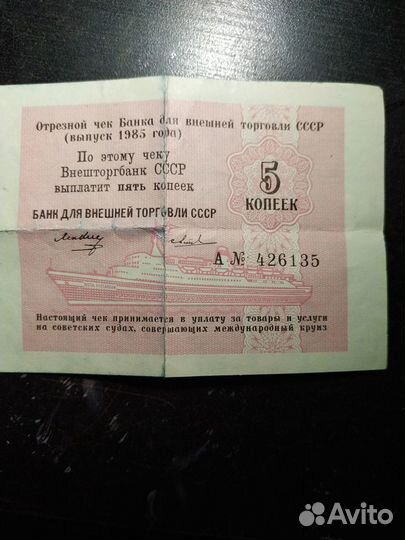 Отрезной чек Банка для внешней торговли СССР
(выпуск 1985 года)
По этому чеку
Внешторгбанк СССР
выплатит пять копеек
5
КОПЕЕК
БАНК ДЛЯ ВНЕШНЕЙ ТОРГОВЛИ СССР
А № 426135
Настоящий чек принимается в уплату за товары и услуги
на советских судах, совершающих международный круиз
Avito